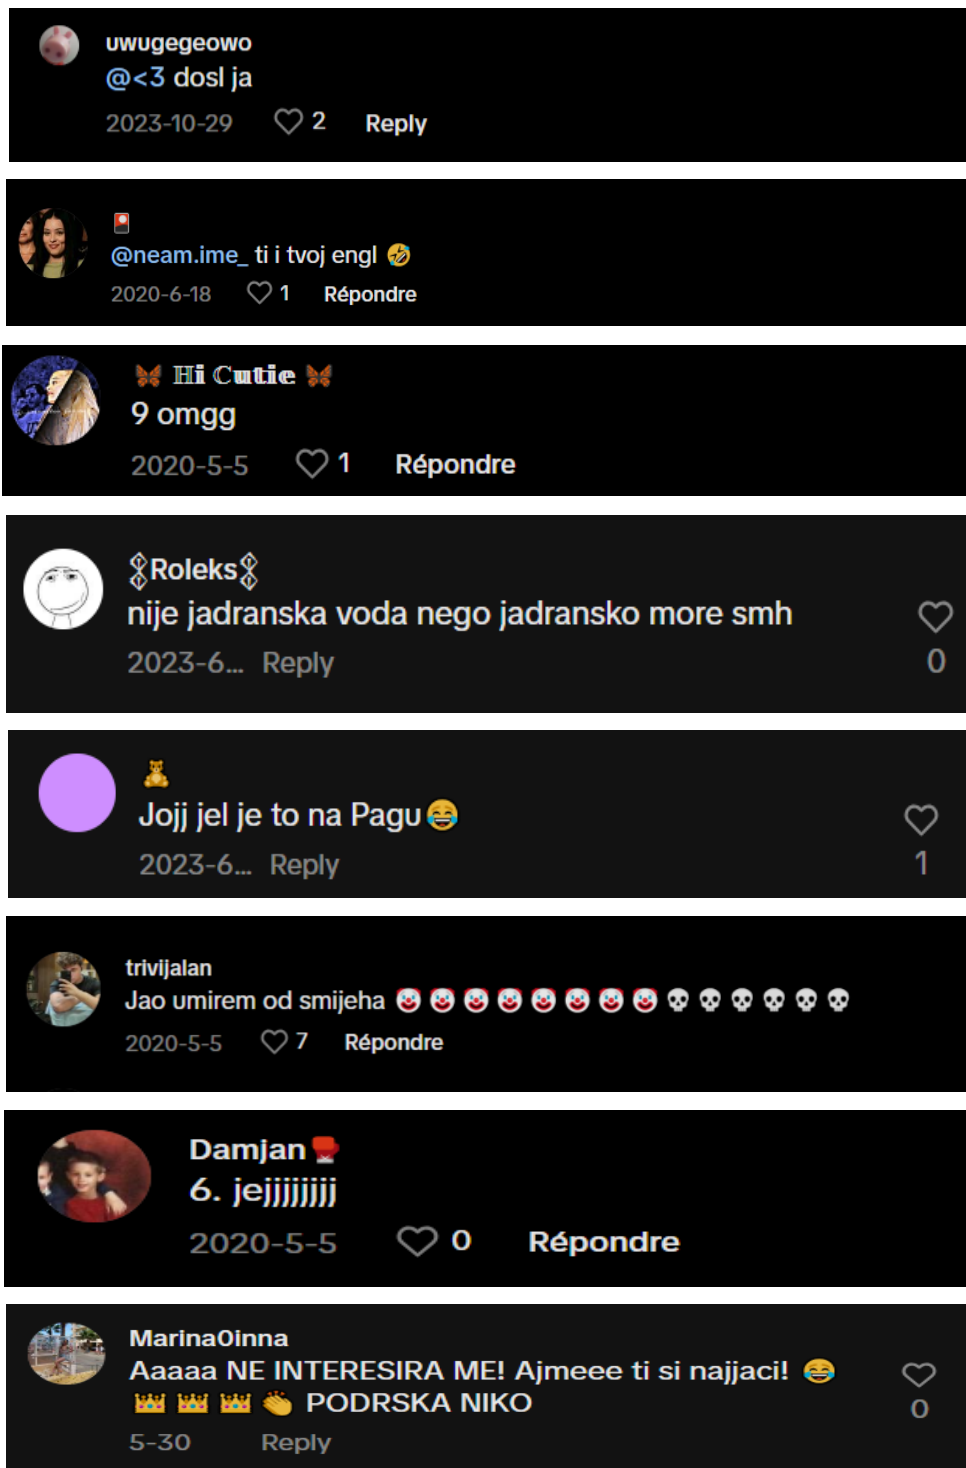 uwugegeowo
@<3 dosl ja
2023-10-29 2 Reply
🎴
@neam.ime_ ti i tvoj engl 🤣
2020-6-18 1 Répondre
🦋 ℍ𝕚 ℂ𝕦𝕥𝕚𝕖 🦋
9 omgg
2020-5-5 1 Répondre
Roleks
nije jadranska voda nego jadransko more smh
2023-6... Reply
0
🧸
Jojj jel je to na Pagu😂
2023-6... Reply
1
trivijalan
Jao umirem od smijeha 🤡🤡🤡🤡🤡🤡🤡🤡💀💀💀💀💀💀
2020-5-5 7 Répondre
Damjan
6. jejjjjjjjj
2020-5-5 0 Répondre
Marina0inna
Aaaaa NE INTERESIRA ME! Ajmeee ti si najjaci! 😂
👑👑👑👏 PODRSKA NIKO
0
5-30 Reply